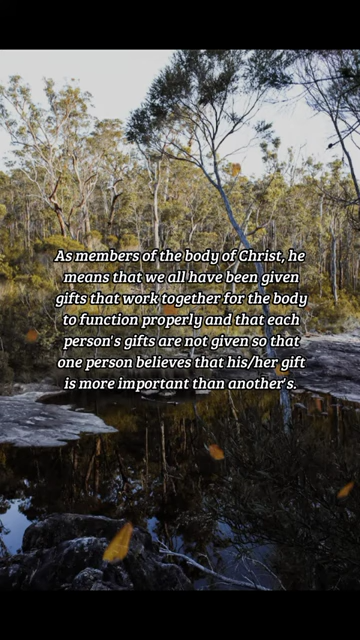 As members of the body of Christ, he
means that we all have been given
gifts that work together for the body
to function properly and that each
person's gifts are not given so that
one person believes that his/her gift
is more important than another's.